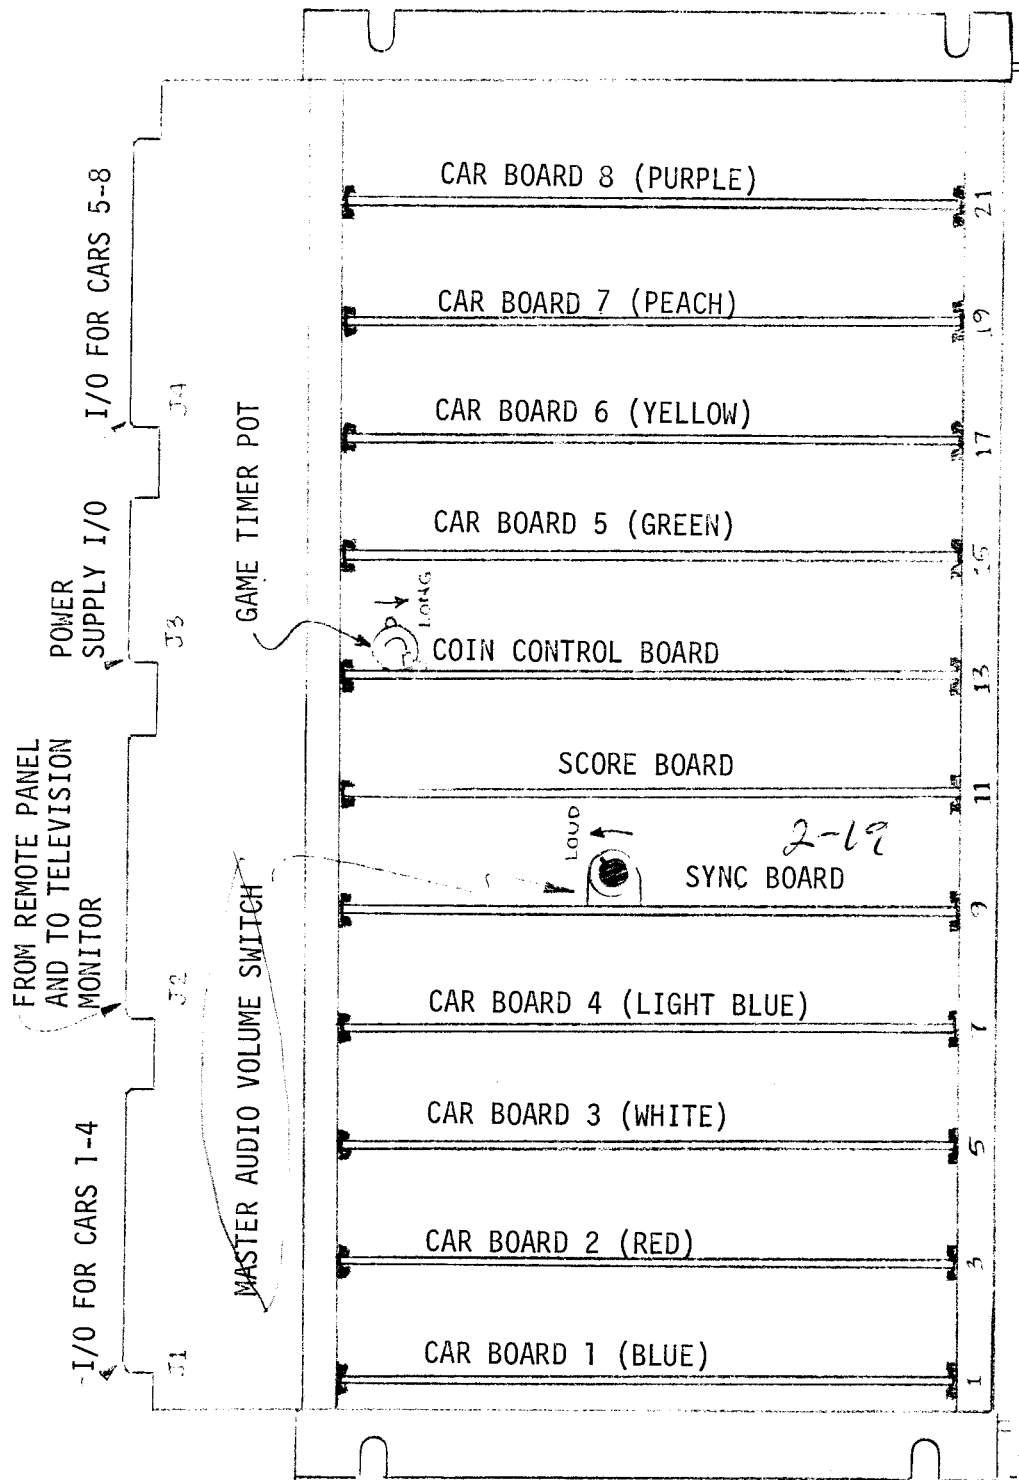 CAR BOARD 8 (PURPLE)
21
I/O FOR CARS 5-8
J4
CAR BOARD 7 (PEACH)
19
CAR BOARD 6 (YELLOW)
17
GAME TIMER POT
CAR BOARD 5 (GREEN)
15
POWER
SUPPLY I/O
J3
LONG
COIN CONTROL BOARD
13
SCORE BOARD
11
FROM REMOTE PANEL
AND TO TELEVISION
MONITOR
J2
LOUD
2-19
SYNC BOARD
9
MASTER AUDIO VOLUME SWITCH
CAR BOARD 4 (LIGHT BLUE)
7
CAR BOARD 3 (WHITE)
5
I/O FOR CARS 1-4
J1
CAR BOARD 2 (RED)
3
CAR BOARD 1 (BLUE)
1